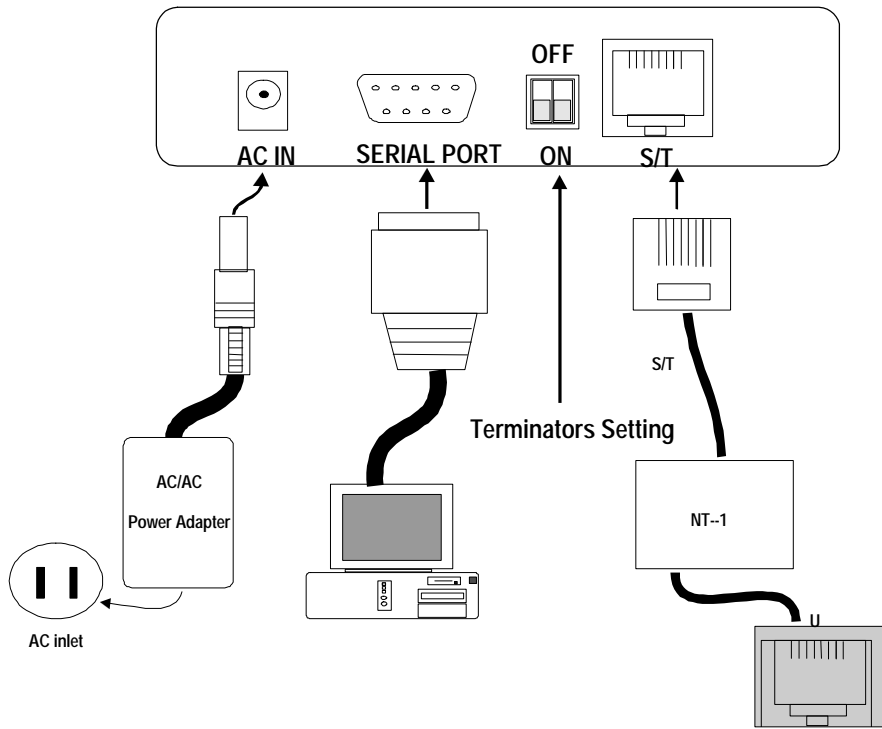 OFF
AC IN SERIAL PORT ON S/T
S/T
Terminators Setting
AC/AC
Power Adapter
NT--1
AC inlet
U